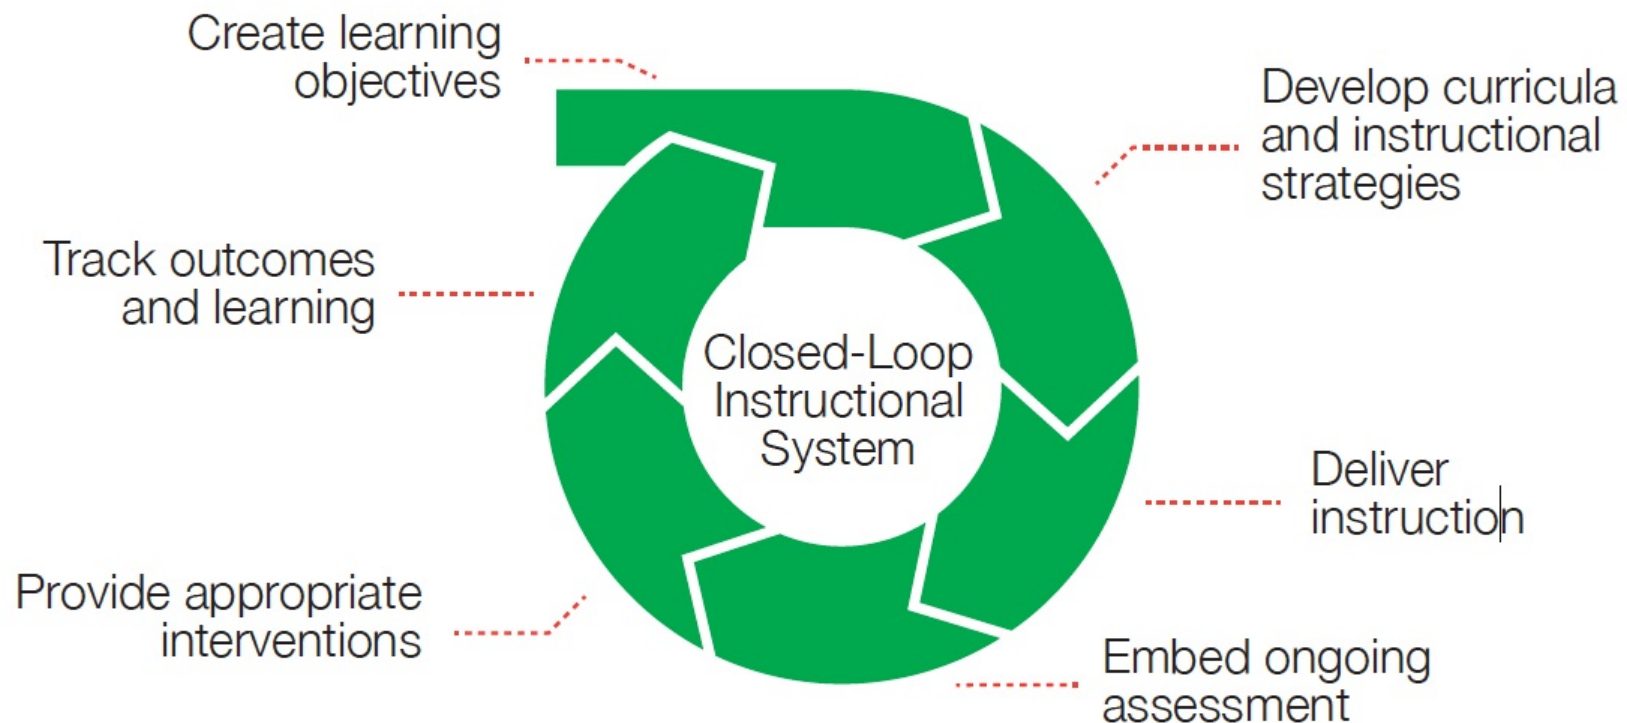 Create learning
objectives
Develop curricula
and instructional
strategies
Deliver
instruction
Embed ongoing
assessment
Provide appropriate
interventions
Track outcomes
and learning
Closed-Loop
Instructional
System